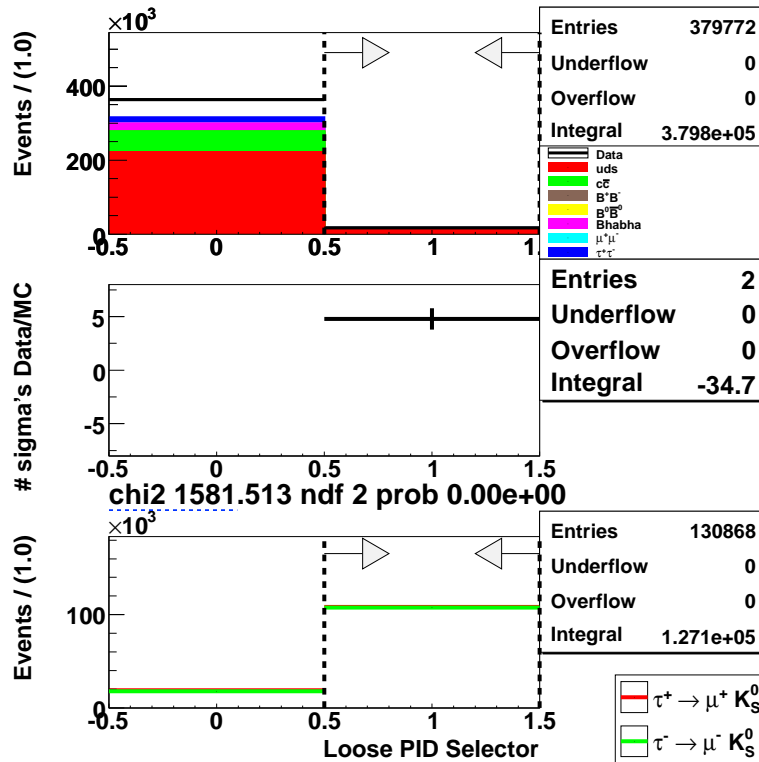 ×10³
Events / (1.0)
400
200
0
-0.5 0 0.5 1 1.5
Entries 379772
Underflow 0
Overflow 0
Integral 3.798e+05
Data
uds
cc̅
B⁺B⁻
B⁰B̅⁰
Bhabha
μ⁺μ⁻
τ⁺τ⁻
# sigma's Data/MC
5
0
-5
-0.5 0 0.5 1 1.5
Entries 2
Underflow 0
Overflow 0
Integral -34.7
chi2 1581.513 ndf 2 prob 0.00e+00
×10³
Events / (1.0)
100
0
-0.5 0 0.5 1 1.5
Loose PID Selector
Entries 130868
Underflow 0
Overflow 0
Integral 1.271e+05
τ⁺ → μ⁺ K⁰S
τ⁻ → μ⁻ K⁰S